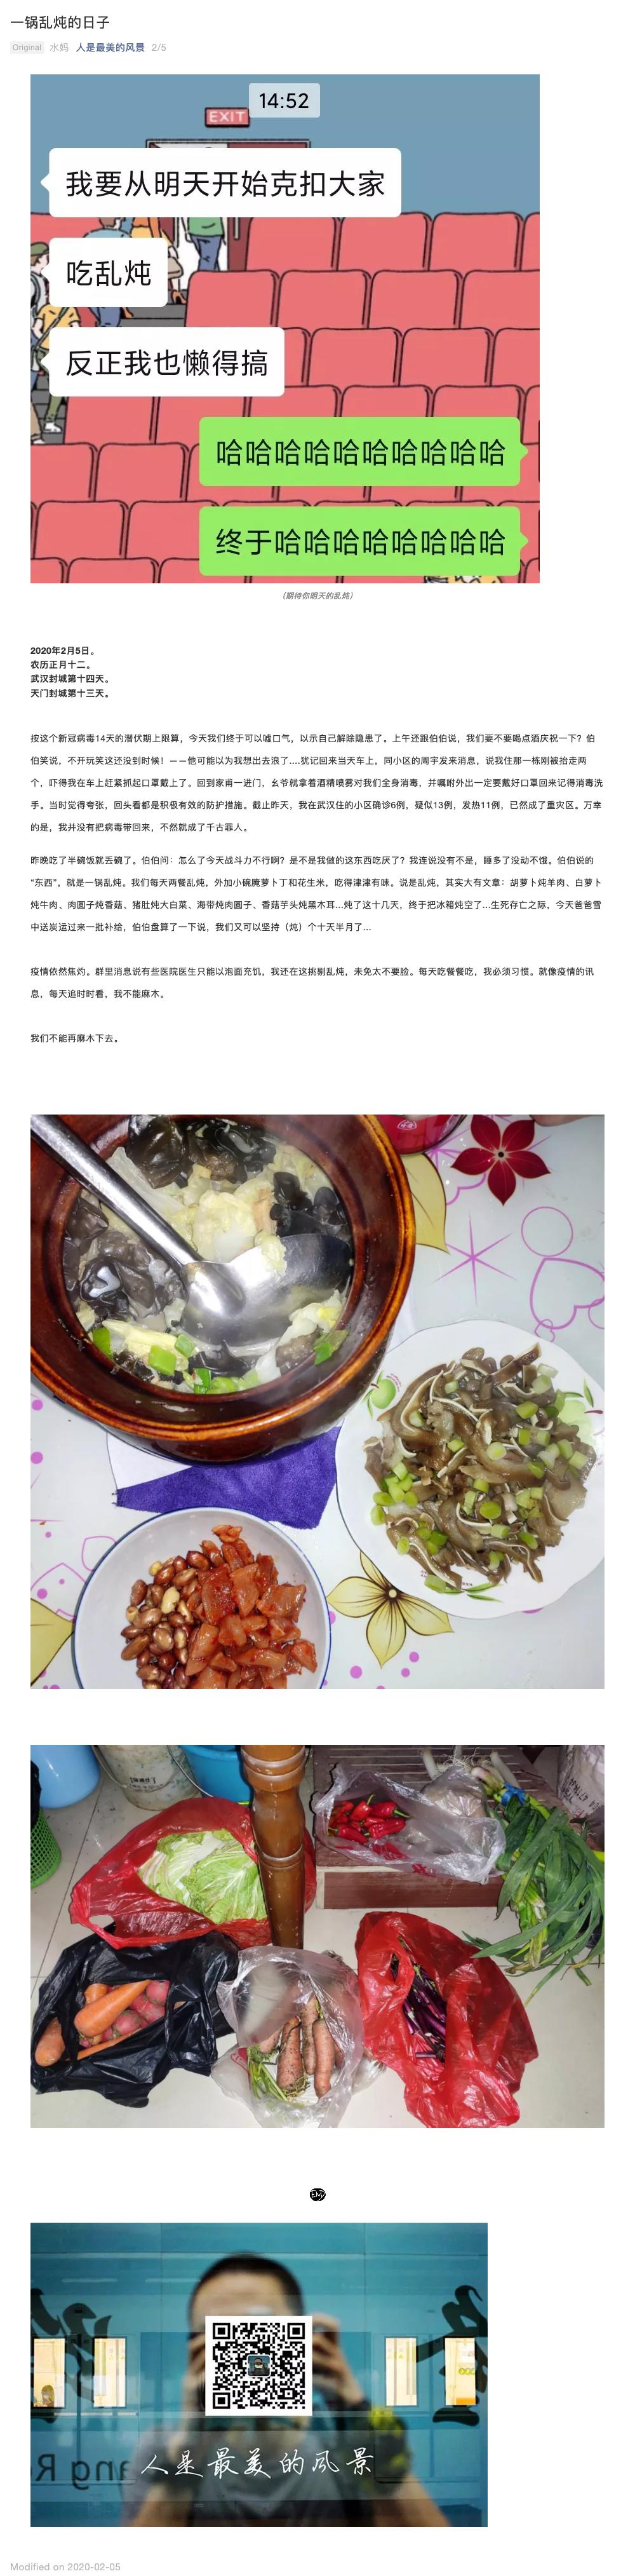 一锅乱炖的日子
Original 水妈 人是最美的风景 2/5
14:52
EXIT
我要从明天开始克扣大家
吃乱炖
反正我也懒得搞
哈哈哈哈哈哈哈哈哈哈
终于哈哈哈哈哈哈哈哈
(期待你明天的乱炖)
2020年2月5日。
农历正月十二。
武汉封城第十四天。
天门封城第十三天。
按这个新冠病毒14天的潜伏期上限算，今天我们终于可以嘘口气，以示自己解除隐患了。上午还跟伯伯说，我们要不要喝点酒庆祝一下？伯
伯笑说，不开玩笑这还没到时候！——他可能以为我想出去浪了....犹记回来当天车上，同小区的周宇发来消息，说我住那一栋刚被抬走两
个，吓得我在车上赶紧抓起口罩戴上了。回到家甫一进门，幺爷就拿着酒精喷雾对我们全身消毒，并嘱咐外出一定要戴好口罩回来记得消毒洗
手。当时觉得夸张，回头看都是积极有效的防护措施。截止昨天，我在武汉住的小区确诊6例，疑似13例，发热11例，已然成了重灾区。万幸
的是，我并没有把病毒带回来，不然就成了千古罪人。
昨晚吃了半碗饭就丢碗了。伯伯问：怎么了今天战斗力不行啊？是不是我做的这东西吃厌了？我连说没有不是，睡多了没动不饿。伯伯说的
“东西”，就是一锅乱炖。我们每天两餐乱炖，外加小碗腌萝卜丁和花生米，吃得津津有味。说是乱炖，其实大有文章：胡萝卜炖羊肉、白萝卜
炖牛肉、肉圆子炖香菇、猪肚炖大白菜、海带炖肉圆子、香菇芋头炖黑木耳...炖了这十几天，终于把冰箱炖空了...生死存亡之际，今天爸爸雪
中送炭运过来一批补给，伯伯盘算了一下说，我们又可以坚持（炖）个十天半月了...
疫情依然焦灼。群里消息说有些医院医生只能以泡面充饥，我还在这挑剔乱炖，未免太不要脸。每天吃餐餐吃，我必须习惯。就像疫情的讯
息，每天追时时看，我不能麻木。
我们不能再麻木下去。
END
人是最美的风景
Modified on 2020-02-05